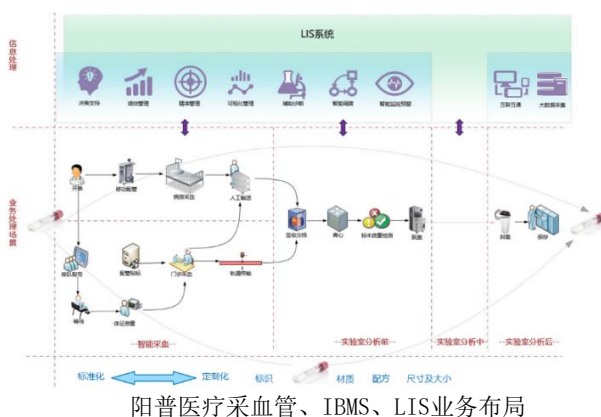 LIS系统
信息处理
决策支持
绩效管理
精准管理
可视化管理
辅助诊断
智能调度
智能监控预警
互联互通
大数据采集
业务处理场景
开单
移动配管
病房采血
人工输送
签收分拣
离心
标本质量检测
脱盖
封盖
保存
排队取号
配管贴标
门诊采血
轨道传输
等待
体征测量
智能采血
实验室分析前
实验室分析中
实验室分析后
标准化
定制化
标识
材质
配方
尺寸及大小
阳普医疗采血管、IBMS、LIS业务布局